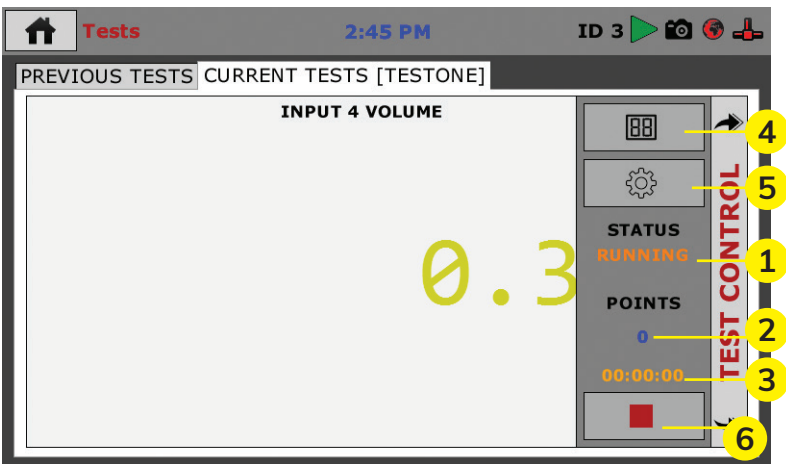 Tests 2:45 PM ID 3
PREVIOUS TESTS CURRENT TESTS [TESTONE]
INPUT 4 VOLUME
88
4
5
STATUS
RUNNING
1
0.3
POINTS
0
2
00:00:00
3
6
TEST CONTROL